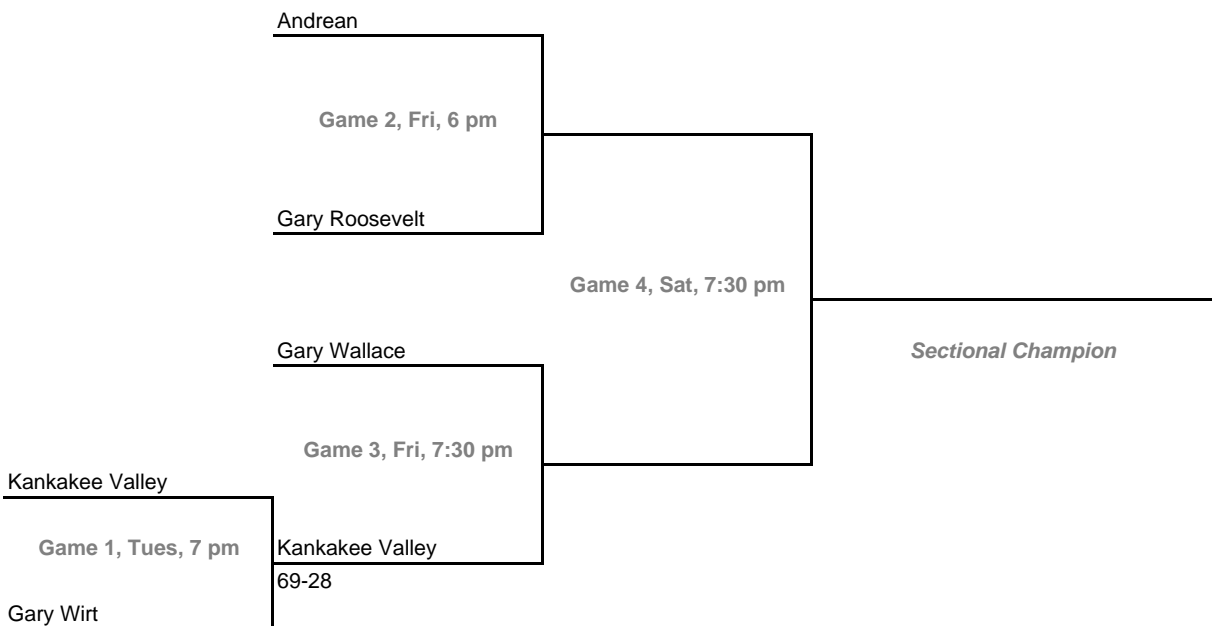 Andrean
Game 2, Fri, 6 pm
Gary Roosevelt
Game 4, Sat, 7:30 pm
Gary Wallace
Sectional Champion
Game 3, Fri, 7:30 pm
Kankakee Valley
Game 1, Tues, 7 pm
Kankakee Valley
69-28
Gary Wirt